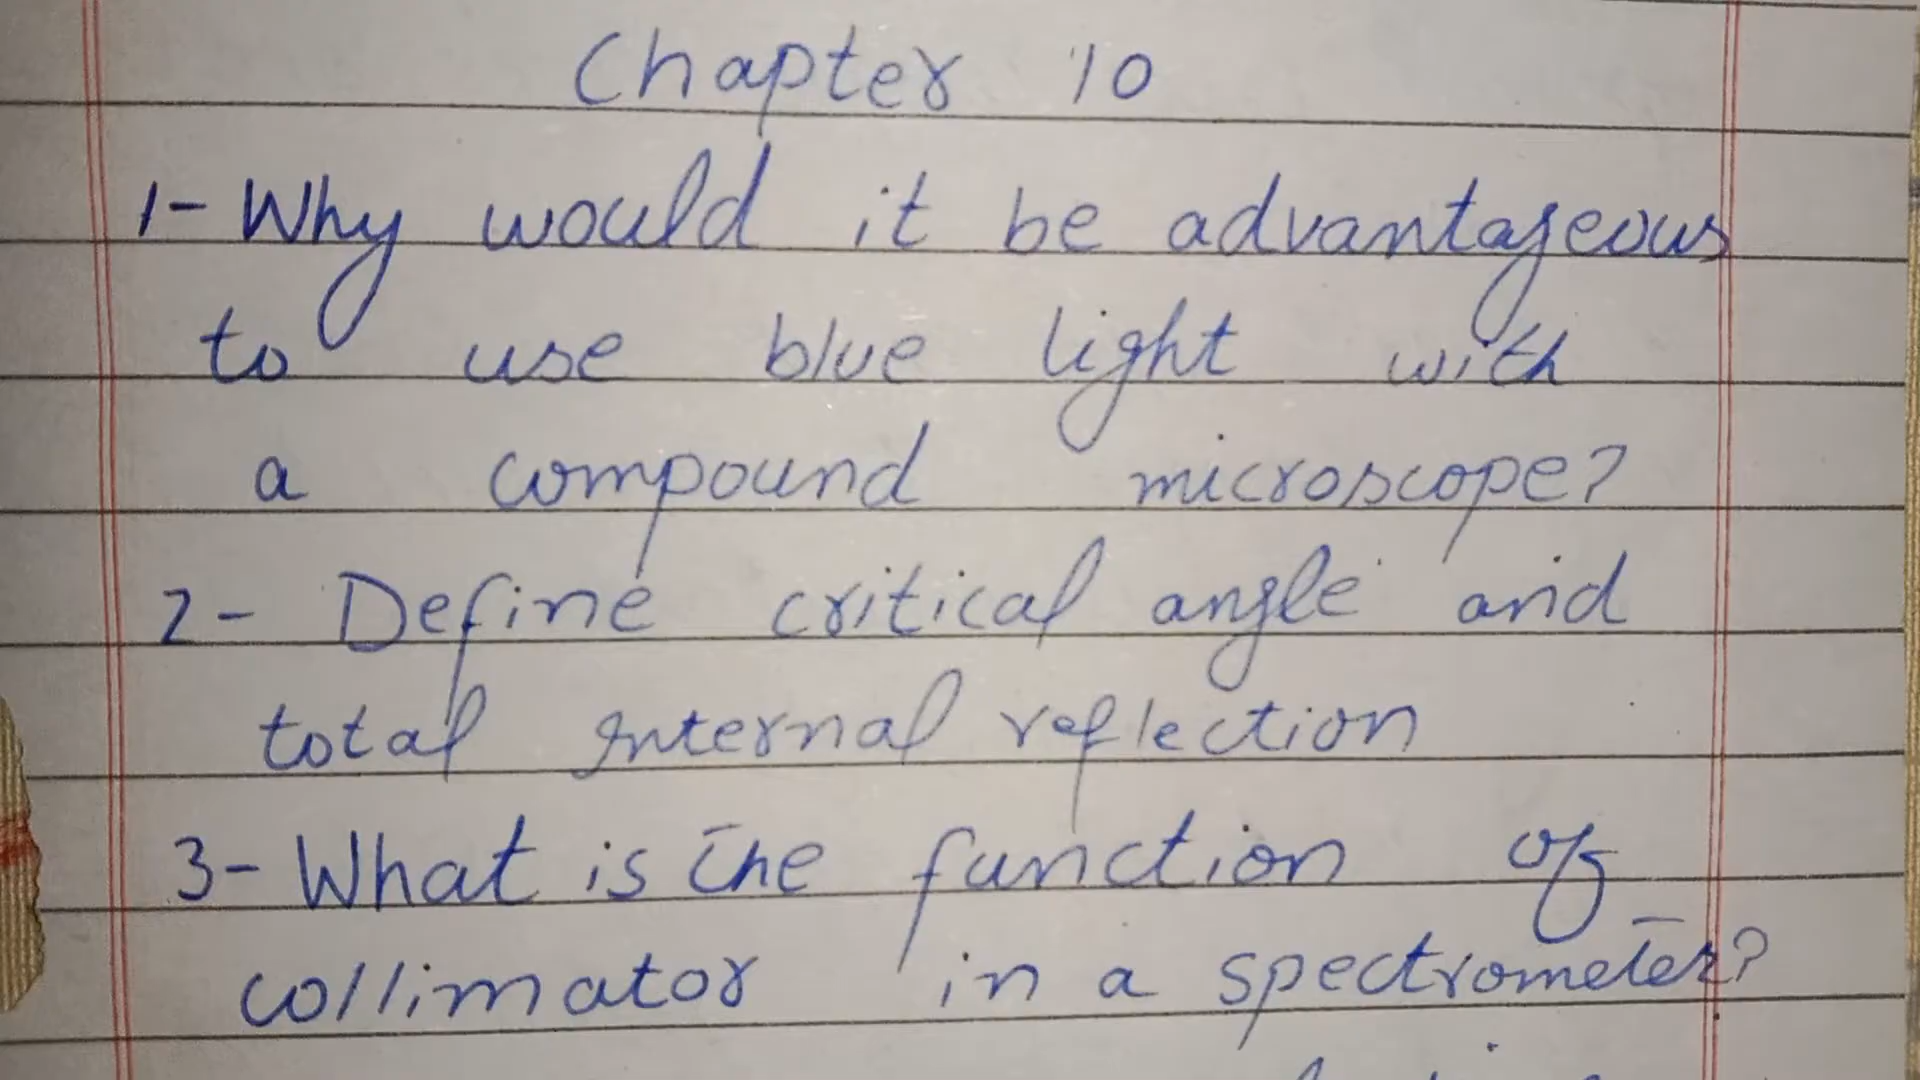 Chapter 10
1- Why would it be advantageous
to use blue light with
a compound microscope?
2- Define critical angle and
total internal reflection
3- What is the function of
collimator in a spectrometer?